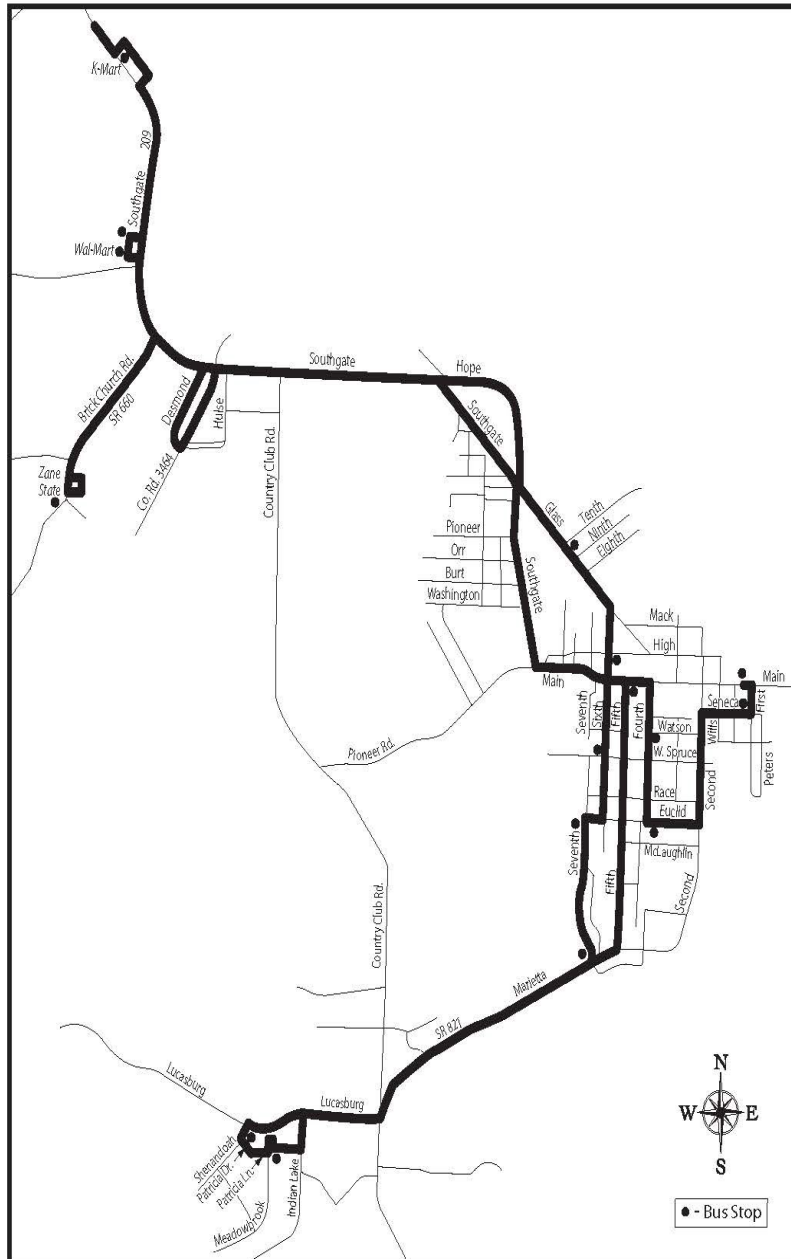 K-Mart
209
Southgate
Wal-Mart
Southgate
Hope
Brick Church Rd.
SR 660
Desmond
Hulse
Southgate
Co. Rd. 3464
Country Club Rd.
Zane
State
Glass
Tenth
Ninth
Eighth
Pioneer
Orr
Burt
Washington
Southgate
Mack
High
Main
Main
Seneca
First
Seventh
Sixth
Fifth
Fourth
Watson
Wills
W. Spruce
Pioneer Rd.
Second
Peters
Race
Euclid
McLaughlin
Seventh
Fifth
Second
Country Club Rd.
Marietta
SR 821
Lucasburg
Lucasburg
Shenandoah
Patricia Dr.
Patricia Ln.
Indian Lake
Meadowbrook
N
W E
S
- Bus Stop